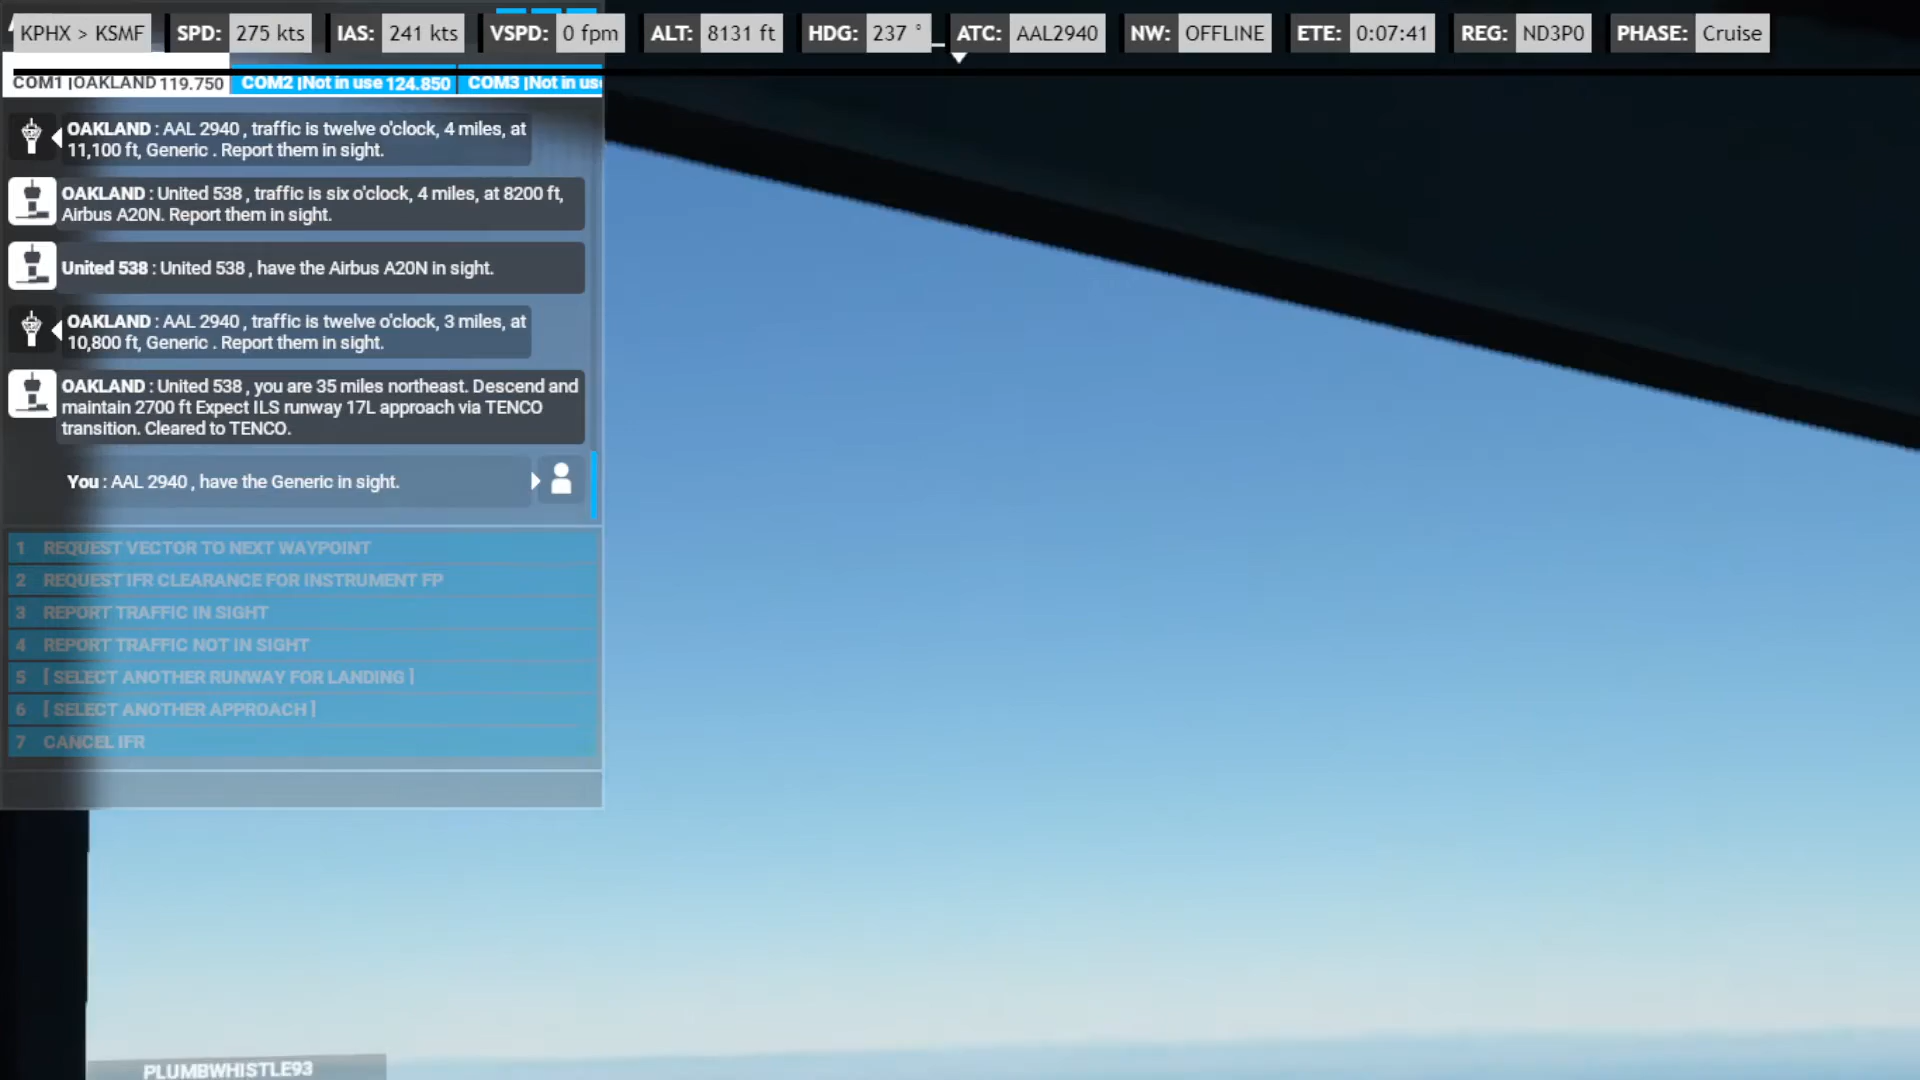 KPHX > KSMF SPD: 275 kts IAS: 241 kts VSPD: 0 fpm ALT: 8131 ft HDG: 237 ° ATC: AAL2940 NW: OFFLINE ETE: 0:07:41 REG: ND3P0 PHASE: Cruise
COM1 |OAKLAND 119.750 COM2 |Not in use 124.850 COM3 |Not in us
OAKLAND : AAL 2940 , traffic is twelve o'clock, 4 miles, at
11,100 ft, Generic . Report them in sight.
OAKLAND : United 538 , traffic is six o'clock, 4 miles, at 8200 ft,
Airbus A20N. Report them in sight.
United 538 : United 538 , have the Airbus A20N in sight.
OAKLAND : AAL 2940 , traffic is twelve o'clock, 3 miles, at
10,800 ft, Generic . Report them in sight.
OAKLAND : United 538 , you are 35 miles northeast. Descend and
maintain 2700 ft Expect ILS runway 17L approach via TENCO
transition. Cleared to TENCO.
You : AAL 2940 , have the Generic in sight.
1 REQUEST VECTOR TO NEXT WAYPOINT
2 REQUEST IFR CLEARANCE FOR INSTRUMENT FP
3 REPORT TRAFFIC IN SIGHT
4 REPORT TRAFFIC NOT IN SIGHT
5 [ SELECT ANOTHER RUNWAY FOR LANDING ]
6 [ SELECT ANOTHER APPROACH ]
7 CANCEL IFR
PLUMBWHISTLE93